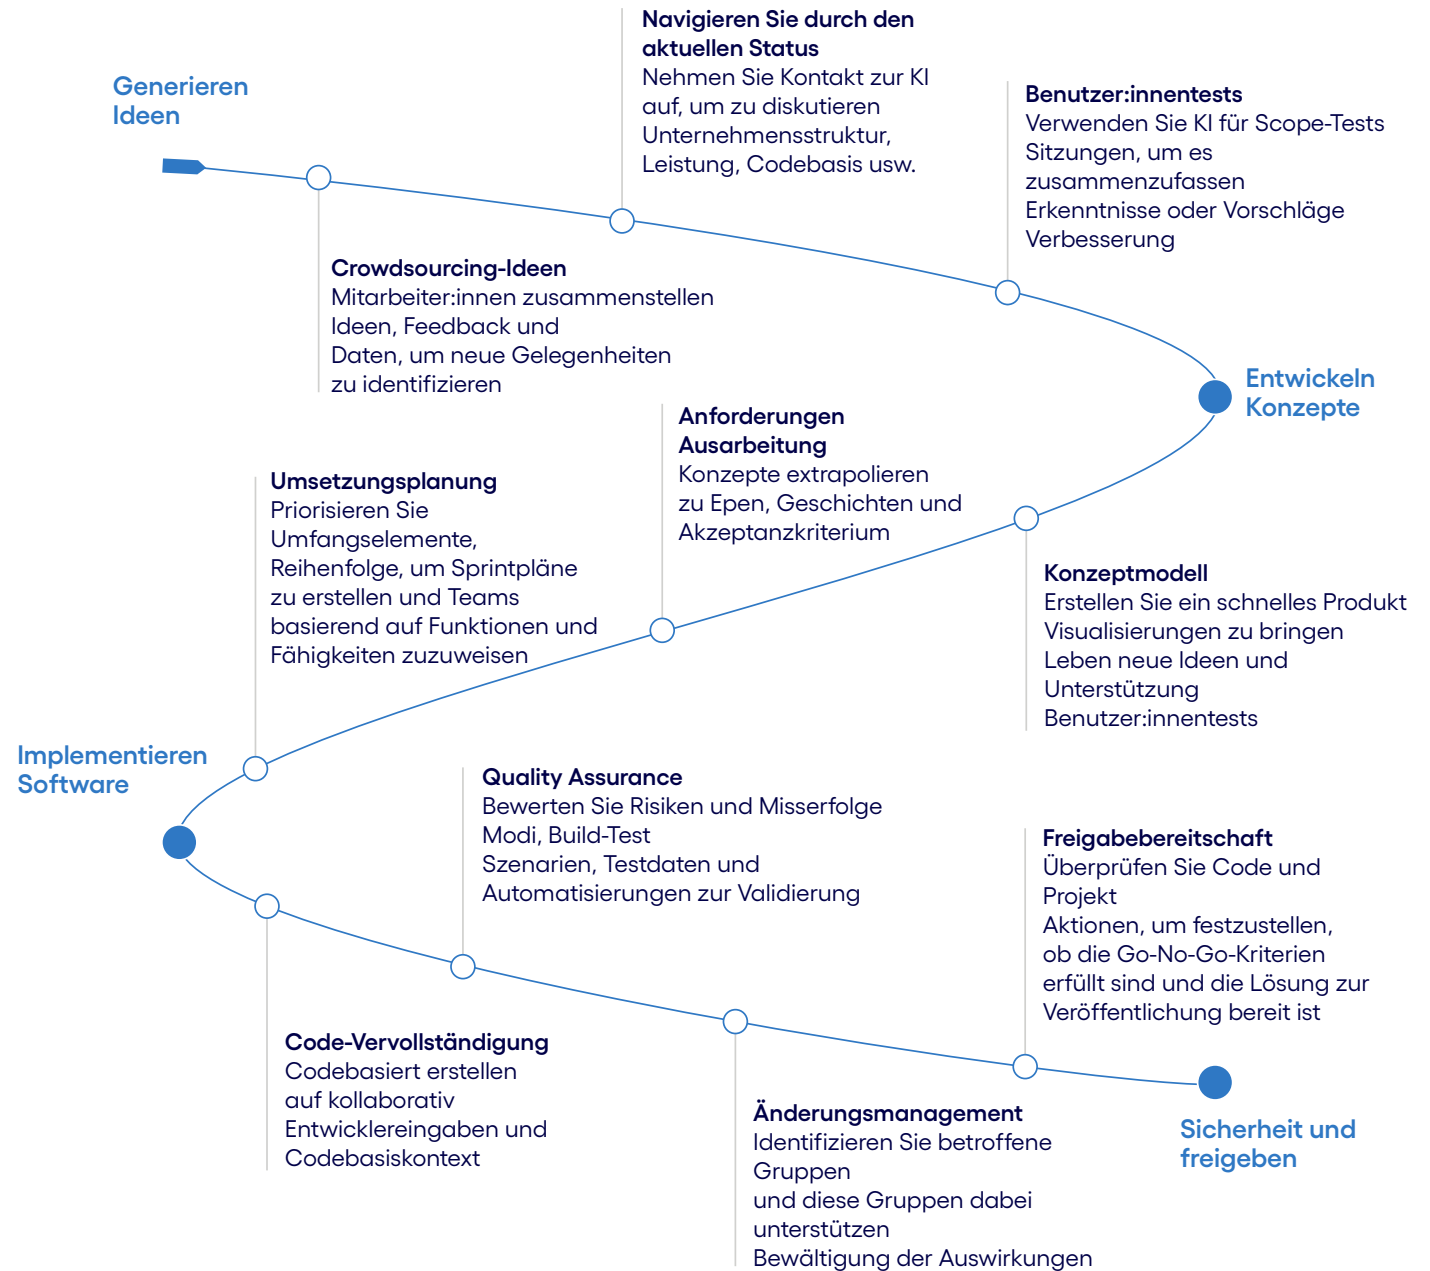 Generieren
Ideen
Navigieren Sie durch den
aktuellen Status
Nehmen Sie Kontakt zur KI
auf, um zu diskutieren
Unternehmensstruktur,
Leistung, Codebasis usw.
Benutzer:innentests
Verwenden Sie KI für Scope-Tests
Sitzungen, um es
zusammenzufassen
Erkenntnisse oder Vorschläge
Verbesserung
Crowdsourcing-Ideen
Mitarbeiter:innen zusammenstellen
Ideen, Feedback und
Daten, um neue Gelegenheiten
zu identifizieren
Entwickeln
Konzepte
Anforderungen
Ausarbeitung
Konzepte extrapolieren
zu Epen, Geschichten und
Akzeptanzkriterium
Umsetzungsplanung
Priorisieren Sie
Umfangselemente,
Reihenfolge, um Sprintpläne
zu erstellen und Teams
basierend auf Funktionen und
Fähigkeiten zuzuweisen
Konzeptmodell
Erstellen Sie ein schnelles Produkt
Visualisierungen zu bringen
Leben neue Ideen und
Unterstützung
Benutzer:innentests
Implementieren
Software
Quality Assurance
Bewerten Sie Risiken und Misserfolge
Modi, Build-Test
Szenarien, Testdaten und
Automatisierungen zur Validierung
Freigabebereitschaft
Überprüfen Sie Code und
Projekt
Aktionen, um festzustellen,
ob die Go-No-Go-Kriterien
erfüllt sind und die Lösung zur
Veröffentlichung bereit ist
Code-Vervollständigung
Codebasiert erstellen
auf kollaborativ
Entwicklereingaben und
Codebasiskontext
Änderungsmanagement
Identifizieren Sie betroffene
Gruppen
und diese Gruppen dabei
unterstützen
Bewältigung der Auswirkungen
Sicherheit und
freigeben